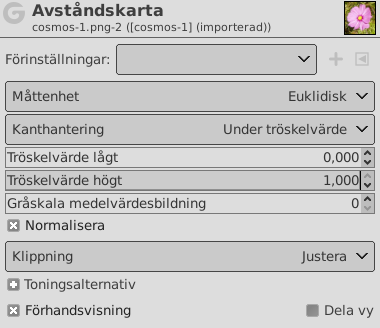 Avståndskarta
cosmos-1.png-2 ([cosmos-1] (importerad))
Förinställningar:
Måttenhet Euklidisk
Kanthantering Under tröskelvärde
Tröskelvärde lågt 0,000
Tröskelvärde högt 1,000
Gråskala medelvärdesbildning 0
Normalisera
Klippning Justera
Toningsalternativ
Förhandsvisning Dela vy